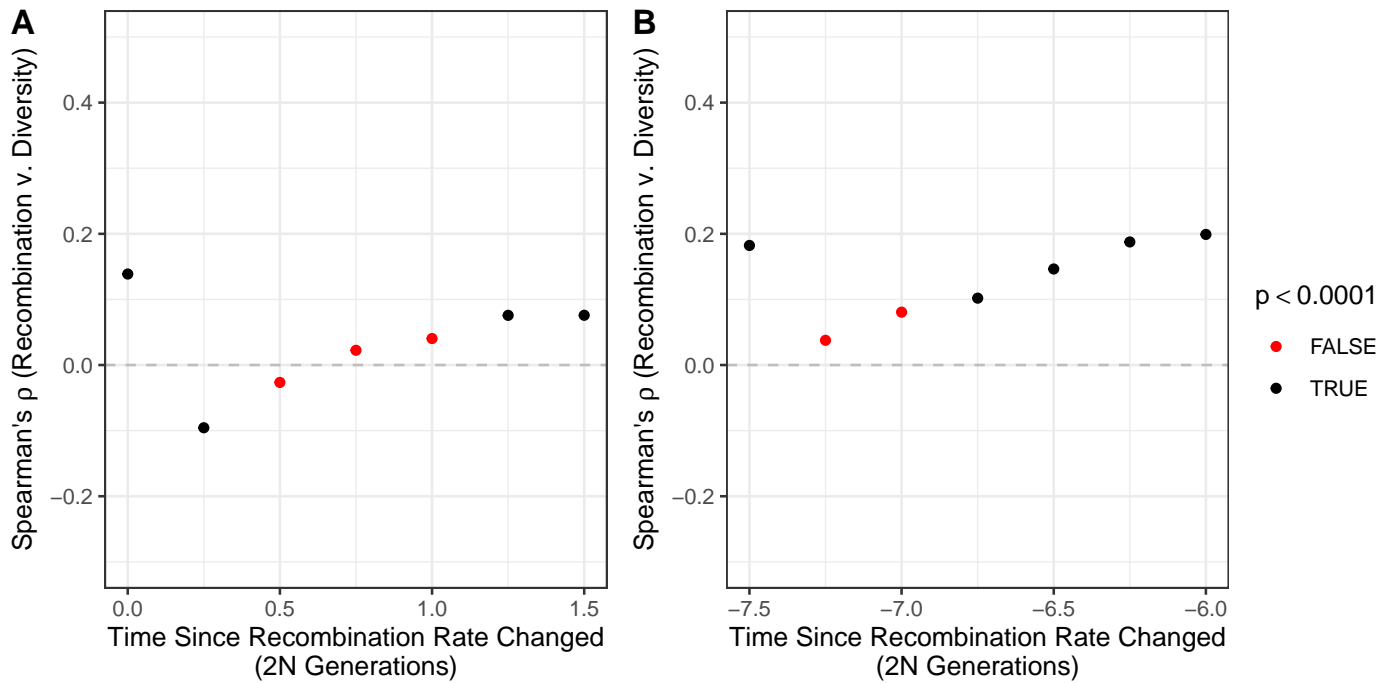 A
Spearman's ρ (Recombination v. Diversity)
0.4
0.2
0.0
−0.2
0.0
0.5
1.0
1.5
Time Since Recombination Rate Changed
(2N Generations)
B
Spearman's ρ (Recombination v. Diversity)
0.4
0.2
0.0
−0.2
−7.5
−7.0
−6.5
−6.0
Time Since Recombination Rate Changed
(2N Generations)
p < 0.0001
FALSE
TRUE